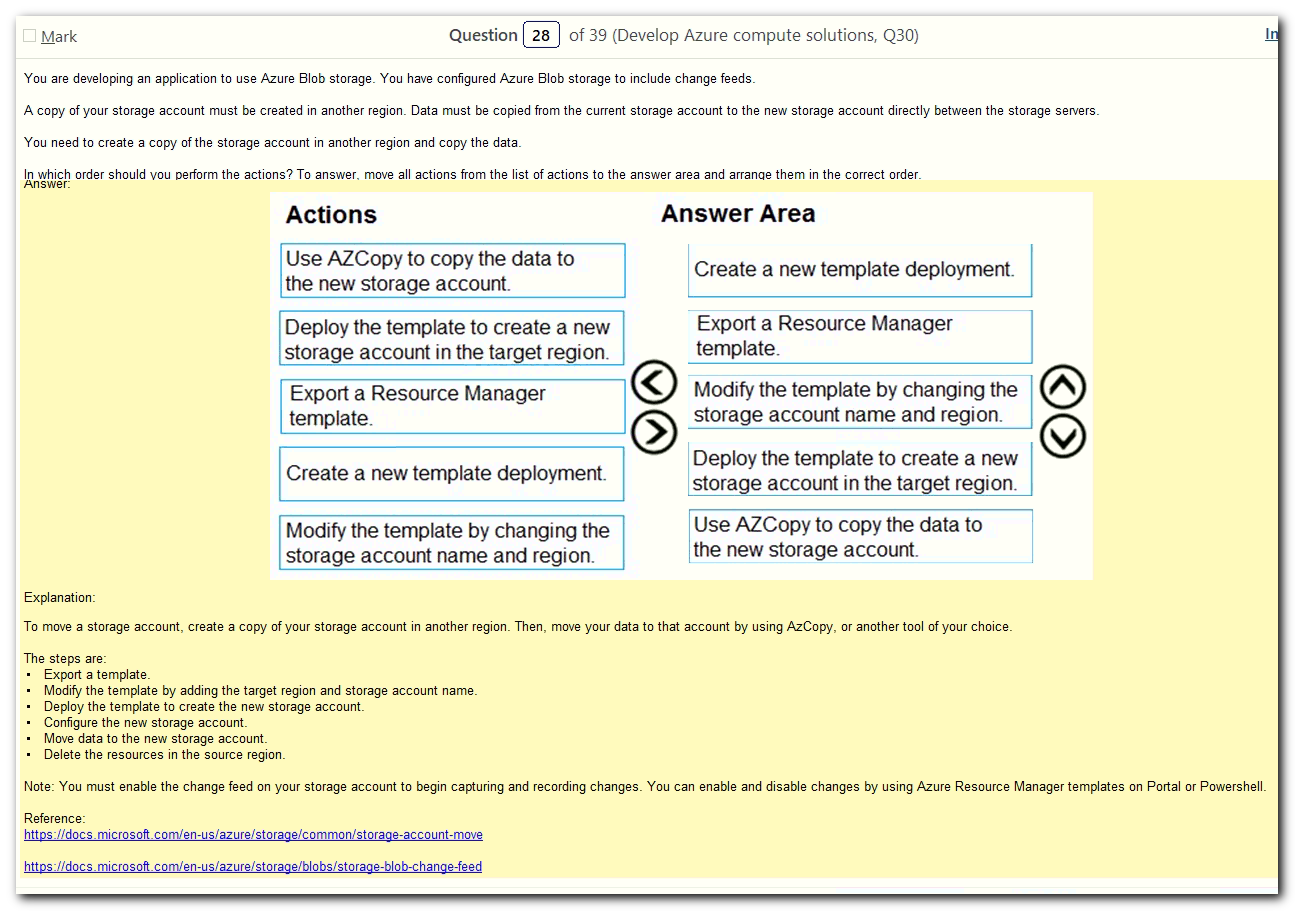 Mark
Question 28 of 39 (Develop Azure compute solutions, Q30)
In
You are developing an application to use Azure Blob storage. You have configured Azure Blob storage to include change feeds.
A copy of your storage account must be created in another region. Data must be copied from the current storage account to the new storage account directly between the storage servers.
You need to create a copy of the storage account in another region and copy the data.
In which order should you perform the actions? To answer, move all actions from the list of actions to the answer area and arrange them in the correct order.
Answer:
Actions
Use AZCopy to copy the data to
the new storage account.
Deploy the template to create a new
storage account in the target region.
Export a Resource Manager
template.
Create a new template deployment.
Modify the template by changing the
storage account name and region.
Answer Area
Create a new template deployment.
Export a Resource Manager
template.
Modify the template by changing the
storage account name and region.
Deploy the template to create a new
storage account in the target region.
Use AZCopy to copy the data to
the new storage account.
Explanation:
To move a storage account, create a copy of your storage account in another region. Then, move your data to that account by using AzCopy, or another tool of your choice.
The steps are:
▪ Export a template.
▪ Modify the template by adding the target region and storage account name.
▪ Deploy the template to create the new storage account.
▪ Configure the new storage account.
▪ Move data to the new storage account.
▪ Delete the resources in the source region.
Note: You must enable the change feed on your storage account to begin capturing and recording changes. You can enable and disable changes by using Azure Resource Manager templates on Portal or Powershell.
Reference:
https://docs.microsoft.com/en-us/azure/storage/common/storage-account-move
https://docs.microsoft.com/en-us/azure/storage/blobs/storage-blob-change-feed